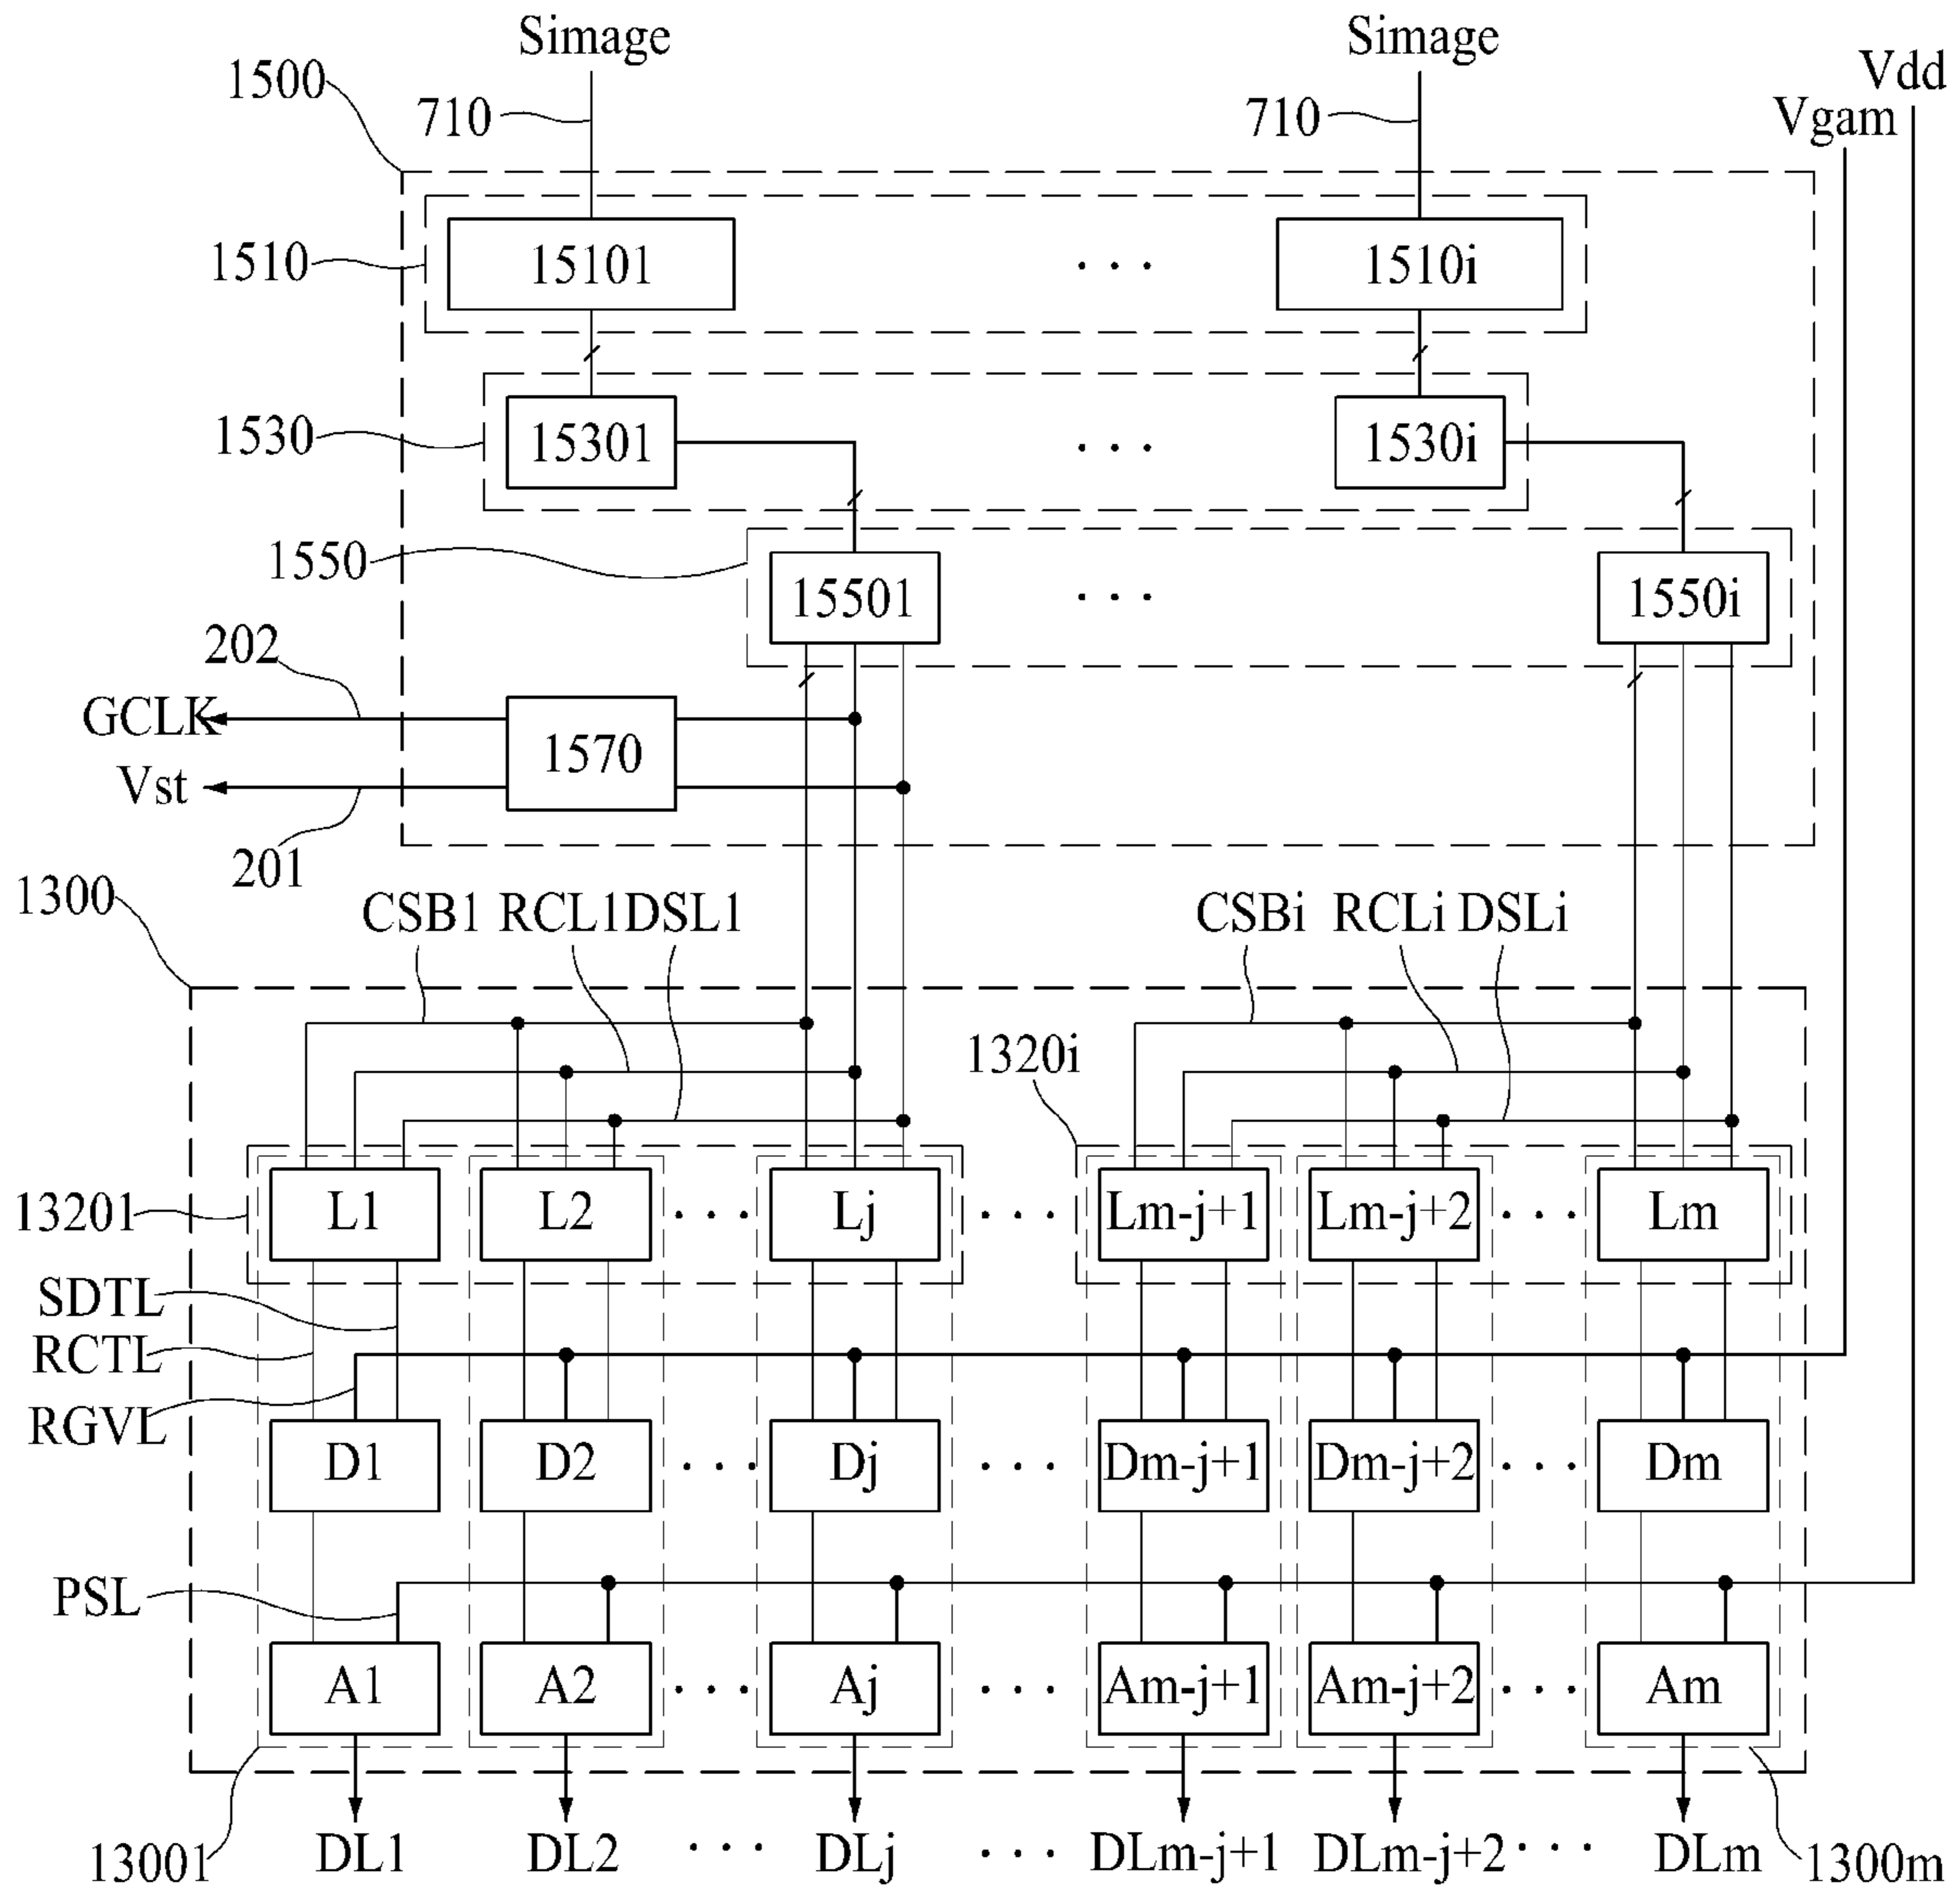 Simage Simage Vdd
1500 710 710 Vgam
1510 15101 · · · 1510i
1530 15301 · · · 1530i
1550 15501 · · · 1550i
202
GCLK 1570
Vst
201
1300 CSB1 RCL1 DSL1 CSBi RCLi DSLi
1320i
13201 L1 L2 · · · Lj · · · Lm-j+1 Lm-j+2 · · · Lm
SDTL
RCTL
RGVL
D1 D2 · · · Dj · · · Dm-j+1 Dm-j+2 · · · Dm
PSL
A1 A2 · · · Aj · · · Am-j+1 Am-j+2 · · · Am
13001 DL1 DL2 · · · DLj · · · DLm-j+1 DLm-j+2 · · · DLm 1300m